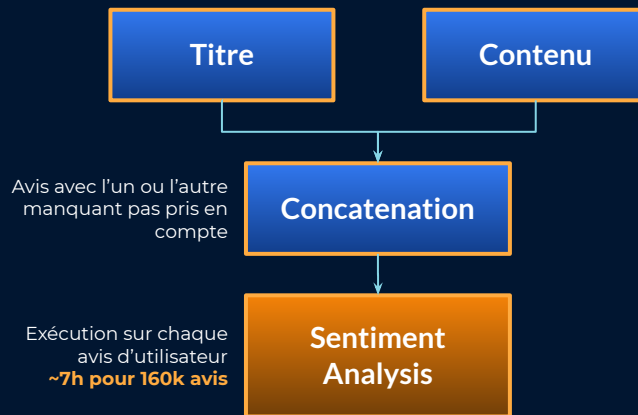 Titre
Contenu
Avis avec l'un ou l'autre
manquant pas pris en
compte
Concatenation
Exécution sur chaque
avis d'utilisateur
~7h pour 160k avis
Sentiment
Analysis